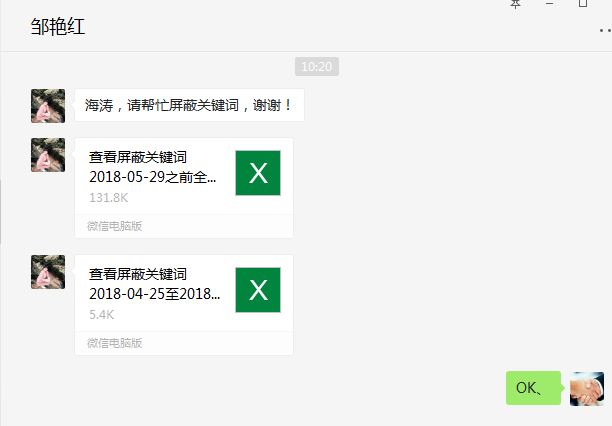 邹艳红
10:20
海涛，请帮忙屏蔽关键词，谢谢！
查看屏蔽关键词
2018-05-29之前全...
131.8K
X
微信电脑版
查看屏蔽关键词
2018-04-25至2018...
5.4K
X
微信电脑版
OK、